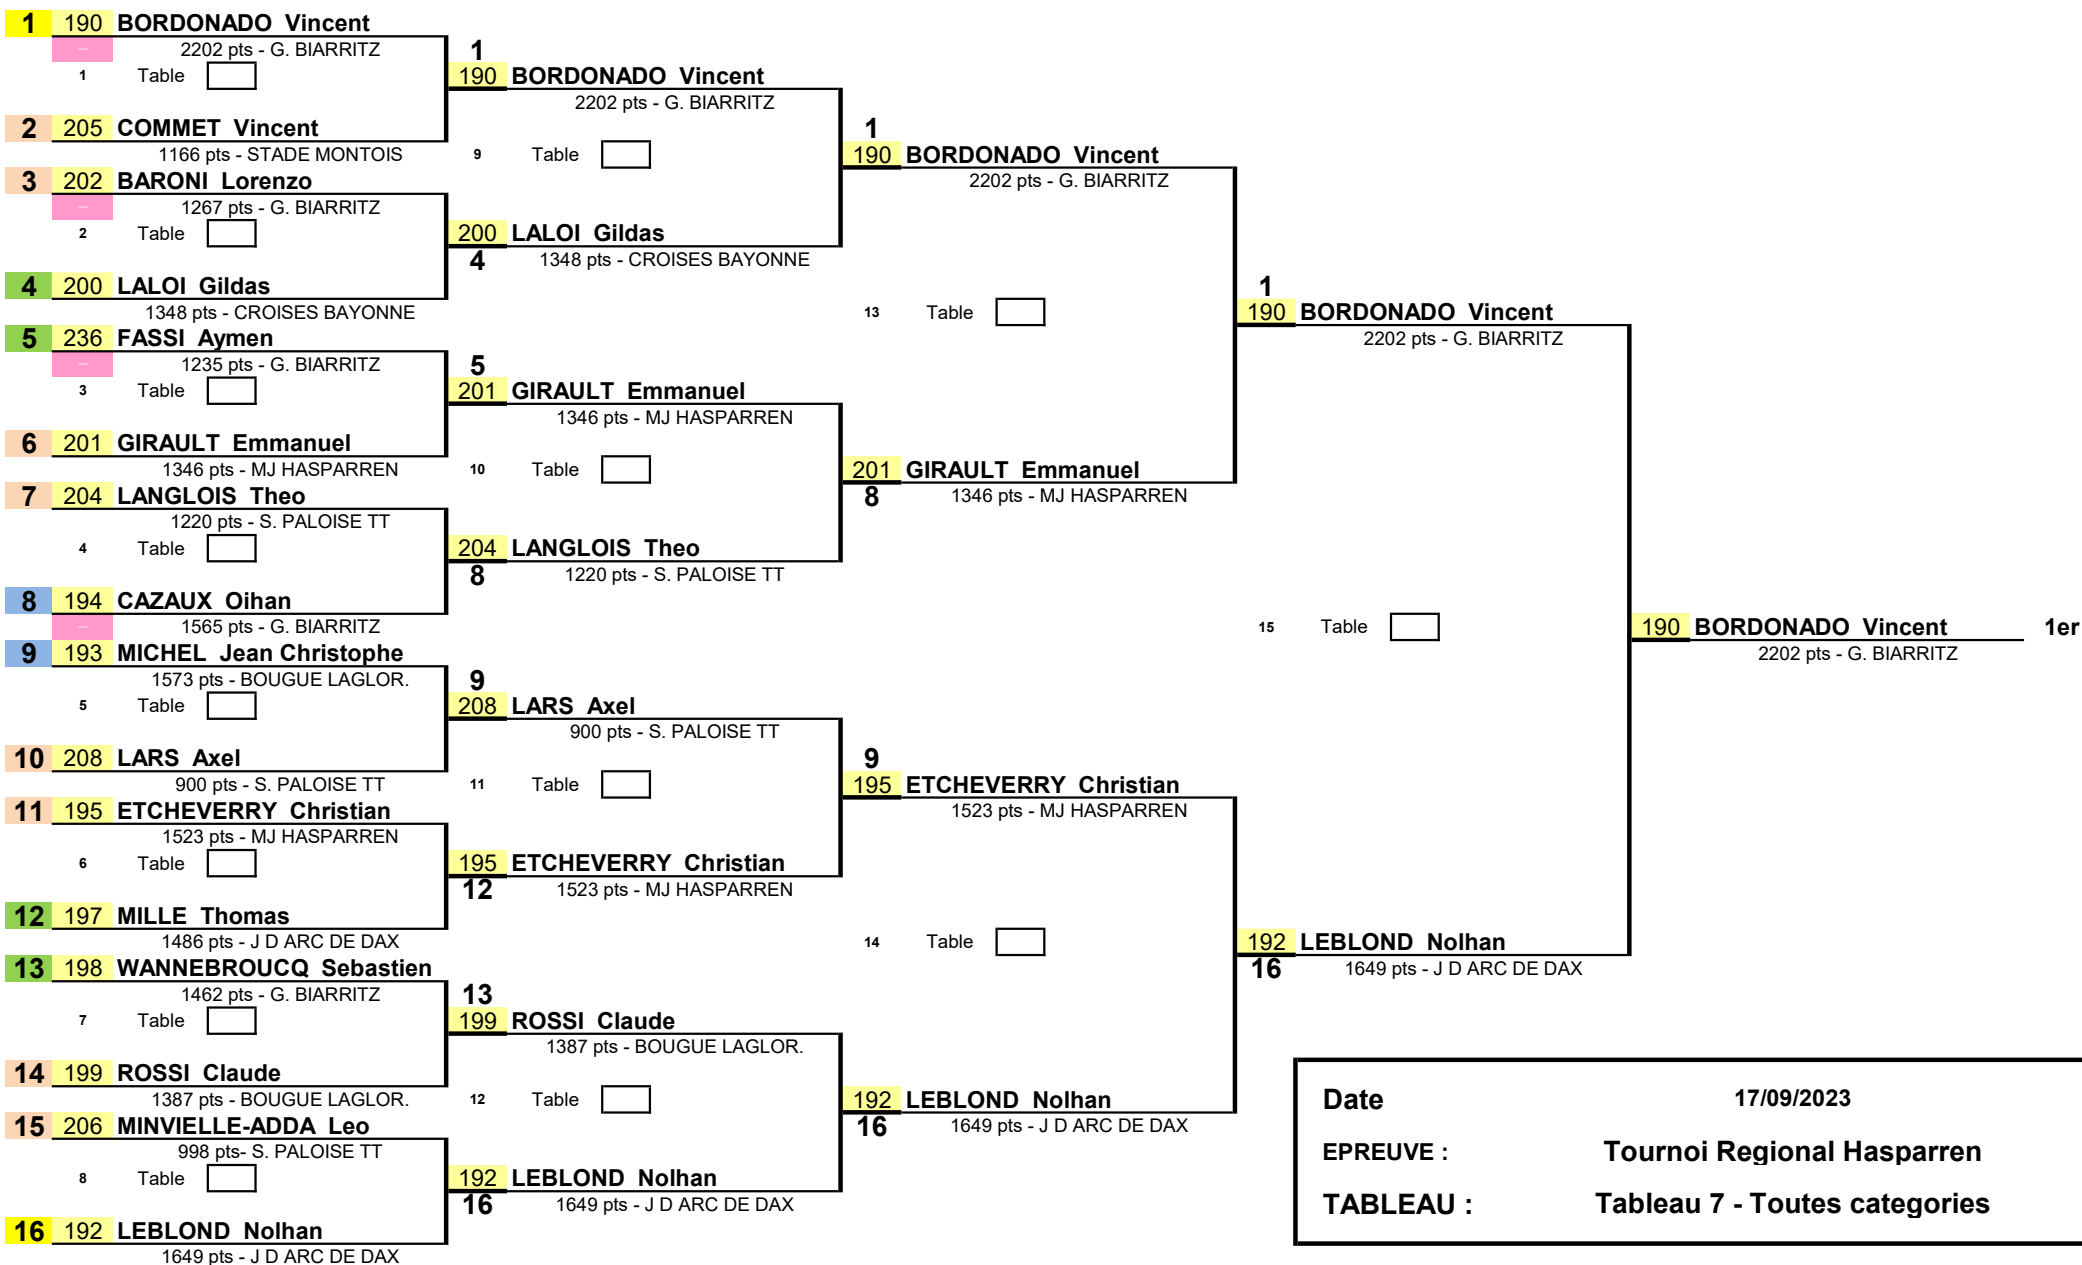 1 190 BORDONADO Vincent
2202 pts - G. BIARRITZ
1 Table
2 205 COMMET Vincent
1166 pts - STADE MONTOIS
3 202 BARONI Lorenzo
1267 pts - G. BIARRITZ
2 Table
4 200 LALOI Gildas
1348 pts - CROISES BAYONNE
5 236 FASSI Aymen
1235 pts - G. BIARRITZ
3 Table
6 201 GIRAULT Emmanuel
1346 pts - MJ HASPARREN
7 204 LANGLOIS Theo
1220 pts - S. PALOISE TT
4 Table
8 194 CAZAUX Oihan
1565 pts - G. BIARRITZ
9 193 MICHEL Jean Christophe
1573 pts - BOUGUE LAGLOR.
5 Table
10 208 LARS Axel
900 pts - S. PALOISE TT
11 195 ETCHEVERRY Christian
1523 pts - MJ HASPARREN
6 Table
12 197 MILLE Thomas
1486 pts - J D ARC DE DAX
13 198 WANNEBROUCQ Sebastien
1462 pts - G. BIARRITZ
7 Table
14 199 ROSSI Claude
1387 pts - BOUGUE LAGLOR.
15 206 MINVIELLE-ADDA Leo
998 pts- S. PALOISE TT
8 Table
16 192 LEBLOND Nolhan
1649 pts - J D ARC DE DAX
1
190 BORDONADO Vincent
2202 pts - G. BIARRITZ
9 Table
200 LALOI Gildas
4 1348 pts - CROISES BAYONNE
5
201 GIRAULT Emmanuel
1346 pts - MJ HASPARREN
10 Table
204 LANGLOIS Theo
8 1220 pts - S. PALOISE TT
9
208 LARS Axel
900 pts - S. PALOISE TT
11 Table
195 ETCHEVERRY Christian
12 1523 pts - MJ HASPARREN
13
199 ROSSI Claude
1387 pts - BOUGUE LAGLOR.
12 Table
192 LEBLOND Nolhan
16 1649 pts - J D ARC DE DAX
1
190 BORDONADO Vincent
2202 pts - G. BIARRITZ
13 Table
201 GIRAULT Emmanuel
8 1346 pts - MJ HASPARREN
9
195 ETCHEVERRY Christian
1523 pts - MJ HASPARREN
14 Table
192 LEBLOND Nolhan
16 1649 pts - J D ARC DE DAX
1
190 BORDONADO Vincent
2202 pts - G. BIARRITZ
15 Table
192 LEBLOND Nolhan
16 1649 pts - J D ARC DE DAX
190 BORDONADO Vincent 1er
2202 pts - G. BIARRITZ
Date 17/09/2023
EPREUVE : Tournoi Regional Hasparren
TABLEAU : Tableau 7 - Toutes categories